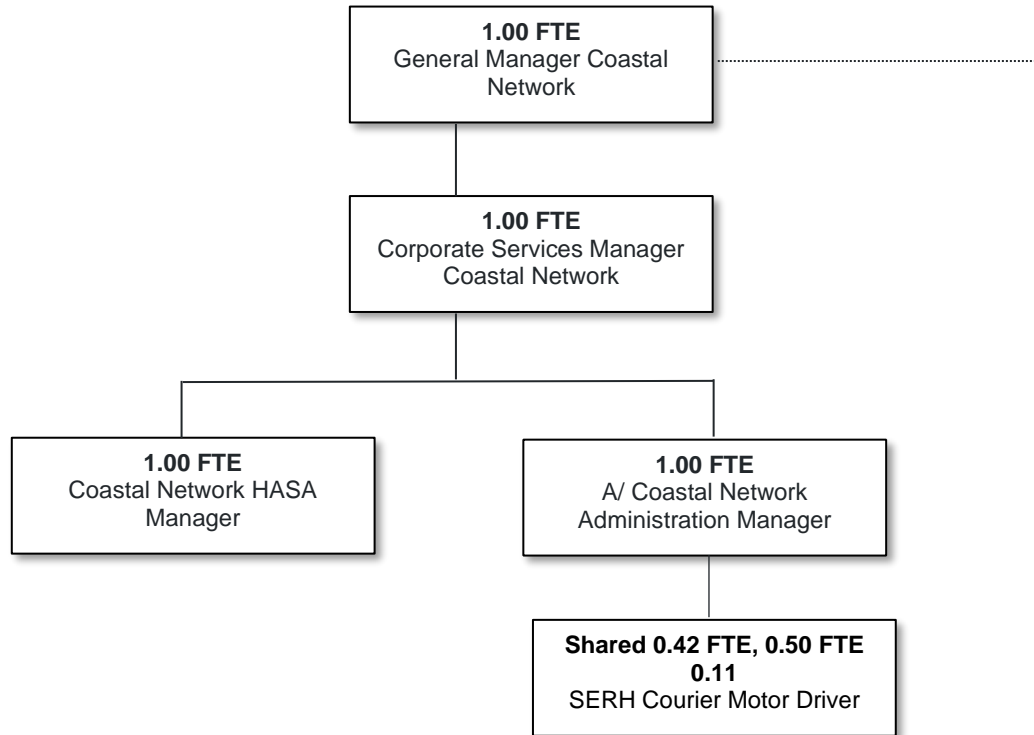 1.00 FTE
General Manager Coastal
Network
1.00 FTE
Corporate Services Manager
Coastal Network
1.00 FTE
Coastal Network HASA
Manager
1.00 FTE
A/ Coastal Network
Administration Manager
Shared 0.42 FTE, 0.50 FTE
0.11
SERH Courier Motor Driver